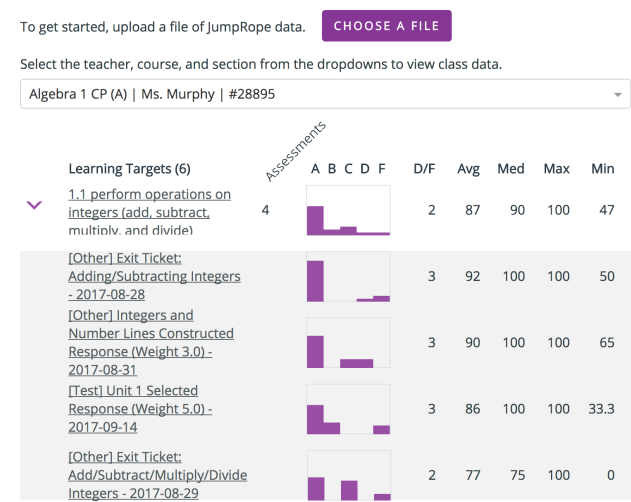 To get started, upload a file of JumpRope data. CHOOSE A FILE
Select the teacher, course, and section from the dropdowns to view class data.
Algebra 1 CP (A) | Ms. Murphy | #28895
Learning Targets (6) Assessments A B C D F D/F Avg Med Max Min
1.1 perform operations on
integers (add, subtract, 4 2 87 90 100 47
multiply, and divide)
[Other] Exit Ticket:
Adding/Subtracting Integers 3 92 100 100 50
- 2017-08-28
[Other] Integers and
Number Lines Constructed
Response (Weight 3.0) - 3 90 100 100 65
2017-08-31
[Test] Unit 1 Selected
Response (Weight 5.0) - 3 86 100 100 33.3
2017-09-14
[Other] Exit Ticket:
Add/Subtract/Multiply/Divide 2 77 75 100 0
Integers - 2017-08-29